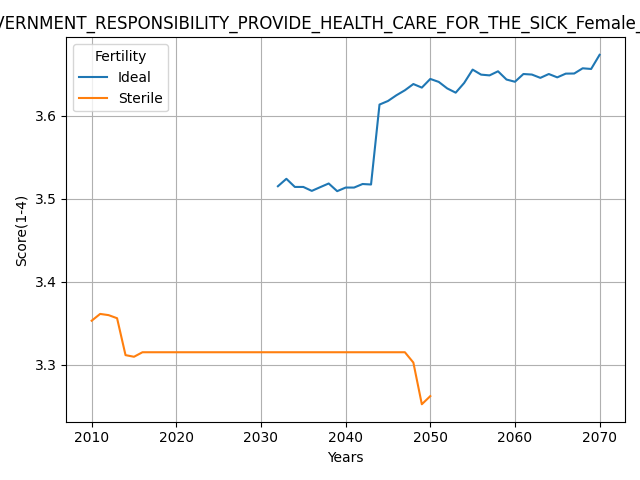 VERNMENT_RESPONSIBILITY_PROVIDE_HEALTH_CARE_FOR_THE_SICK_Female_
Fertility
Ideal
Sterile
Score(1-4)
3.6
3.5
3.4
3.3
2010 2020 2030 2040 2050 2060 2070
Years